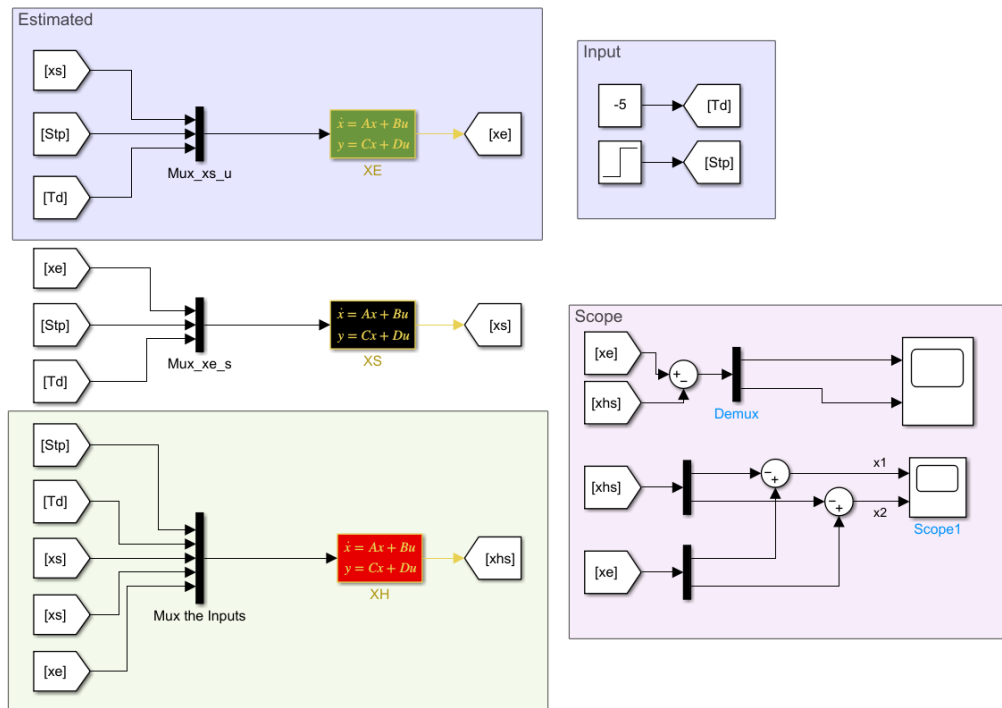 Estimated
[xs]
[Stp]
[Td]
Mux_xs_u
ẋ = Ax + Bu
y = Cx + Du
XE
[xe]
Input
-5
[Td]
[Stp]
[xe]
[Stp]
[Td]
Mux_xe_s
ẋ = Ax + Bu
y = Cx + Du
XS
[xs]
[Stp]
[Td]
[xs]
[xs]
[xe]
Mux the Inputs
ẋ = Ax + Bu
y = Cx + Du
XH
[xhs]
Scope
[xe]
[xhs]
+
−
Demux
[xhs]
[xe]
−
+
−
+
x1
x2
Scope1